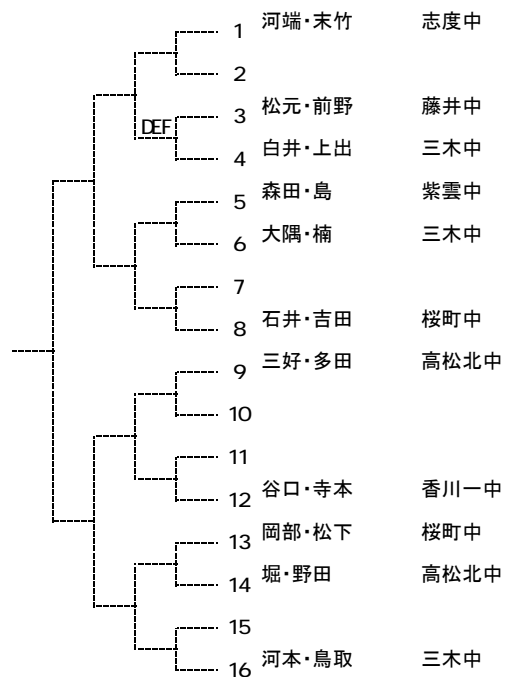 1 河端・末竹 志度中
2
3 松元・前野 藤井中
DEF
4 白井・上出 三木中
5 森田・島 紫雲中
6 大隅・楠 三木中
7
8 石井・吉田 桜町中
9 三好・多田 高松北中
10
11
12 谷口・寺本 香川一中
13 岡部・松下 桜町中
14 堀・野田 高松北中
15
16 河本・鳥取 三木中